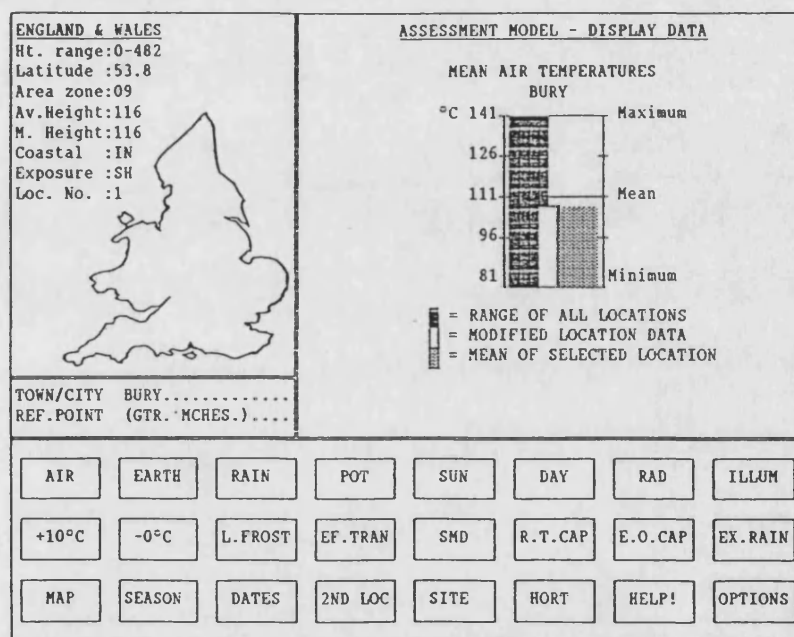 ENGLAND & WALES
Ht. range:0-482
Latitude :53.8
Area zone:09
Av.Height:116
M. Height:116
Coastal :IN
Exposure :SH
Loc. No. :1
TOWN/CITY BURY.............
REF.POINT (GTR. MCHES.)....
ASSESSMENT MODEL - DISPLAY DATA
MEAN AIR TEMPERATURES
BURY
°C 141 Maximum
126
111 Mean
96
81 Minimum
= RANGE OF ALL LOCATIONS
= MODIFIED LOCATION DATA
= MEAN OF SELECTED LOCATION
AIR EARTH RAIN POT SUN DAY RAD ILLUM
+10°C -0°C L.FROST EF.TRAN SMD R.T.CAP E.O.CAP EX.RAIN
MAP SEASON DATES 2ND LOC SITE HORT HELP! OPTIONS